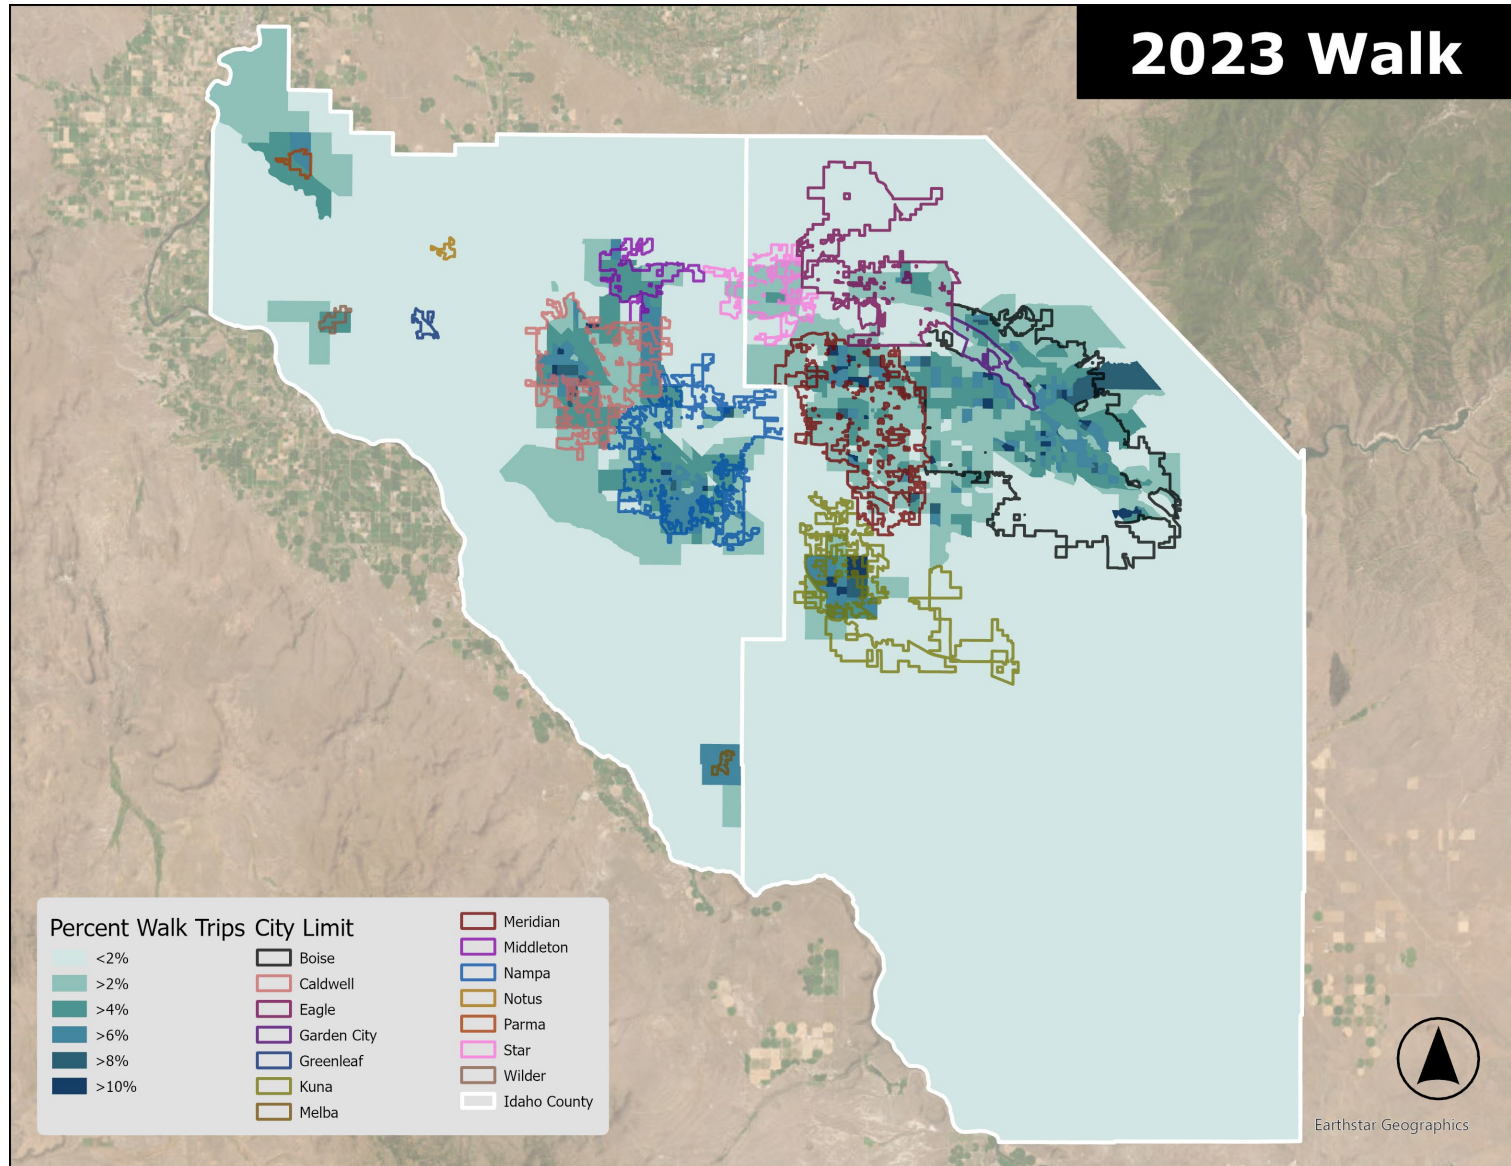 2023 Walk
Percent Walk Trips
<2%
>2%
>4%
>6%
>8%
>10%
City Limit
Boise
Caldwell
Eagle
Garden City
Greenleaf
Kuna
Melba
Meridian
Middleton
Nampa
Notus
Parma
Star
Wilder
Idaho County
Earthstar Geographics